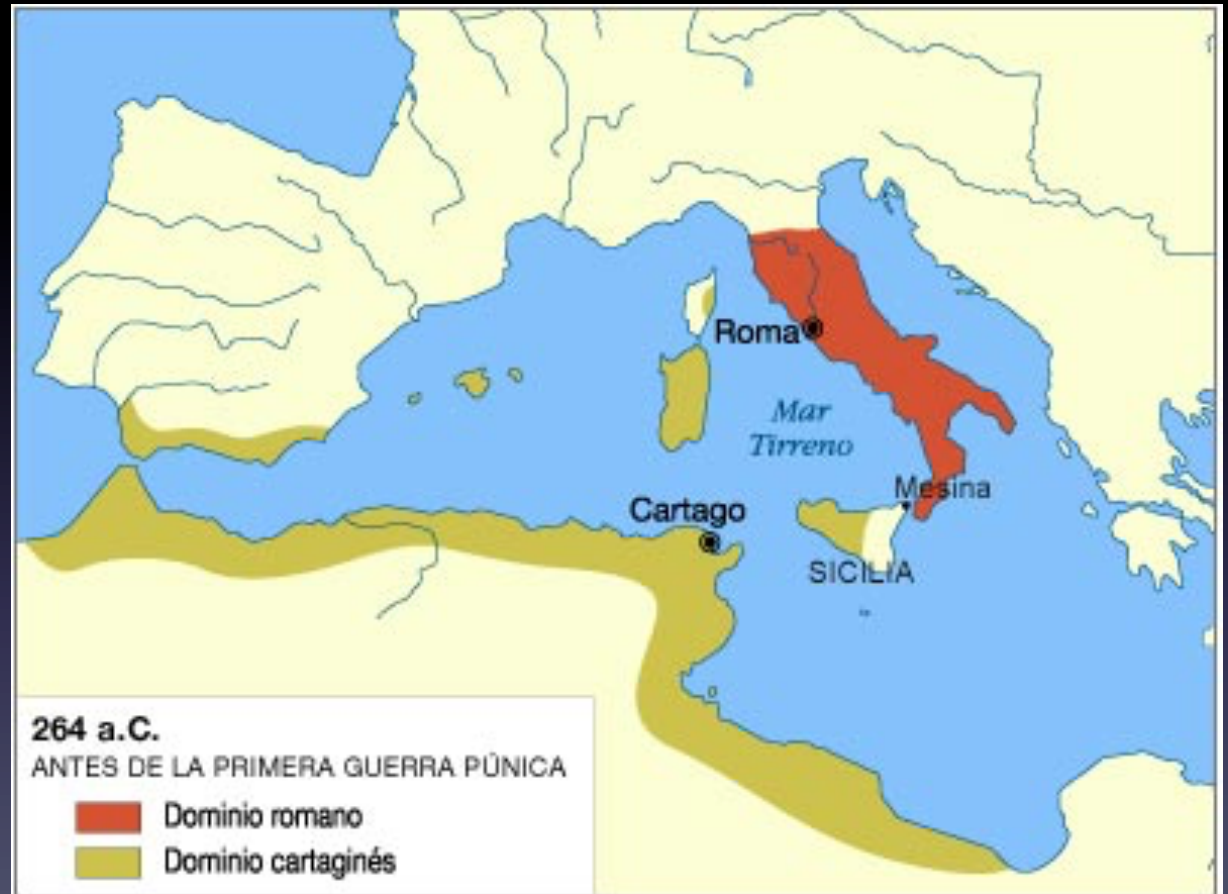 Roma
Mar
Tirreno
Mesina
Cartago
SICILIA
264 a.C.
ANTES DE LA PRIMERA GUERRA PÚNICA
Dominio romano
Dominio cartaginés